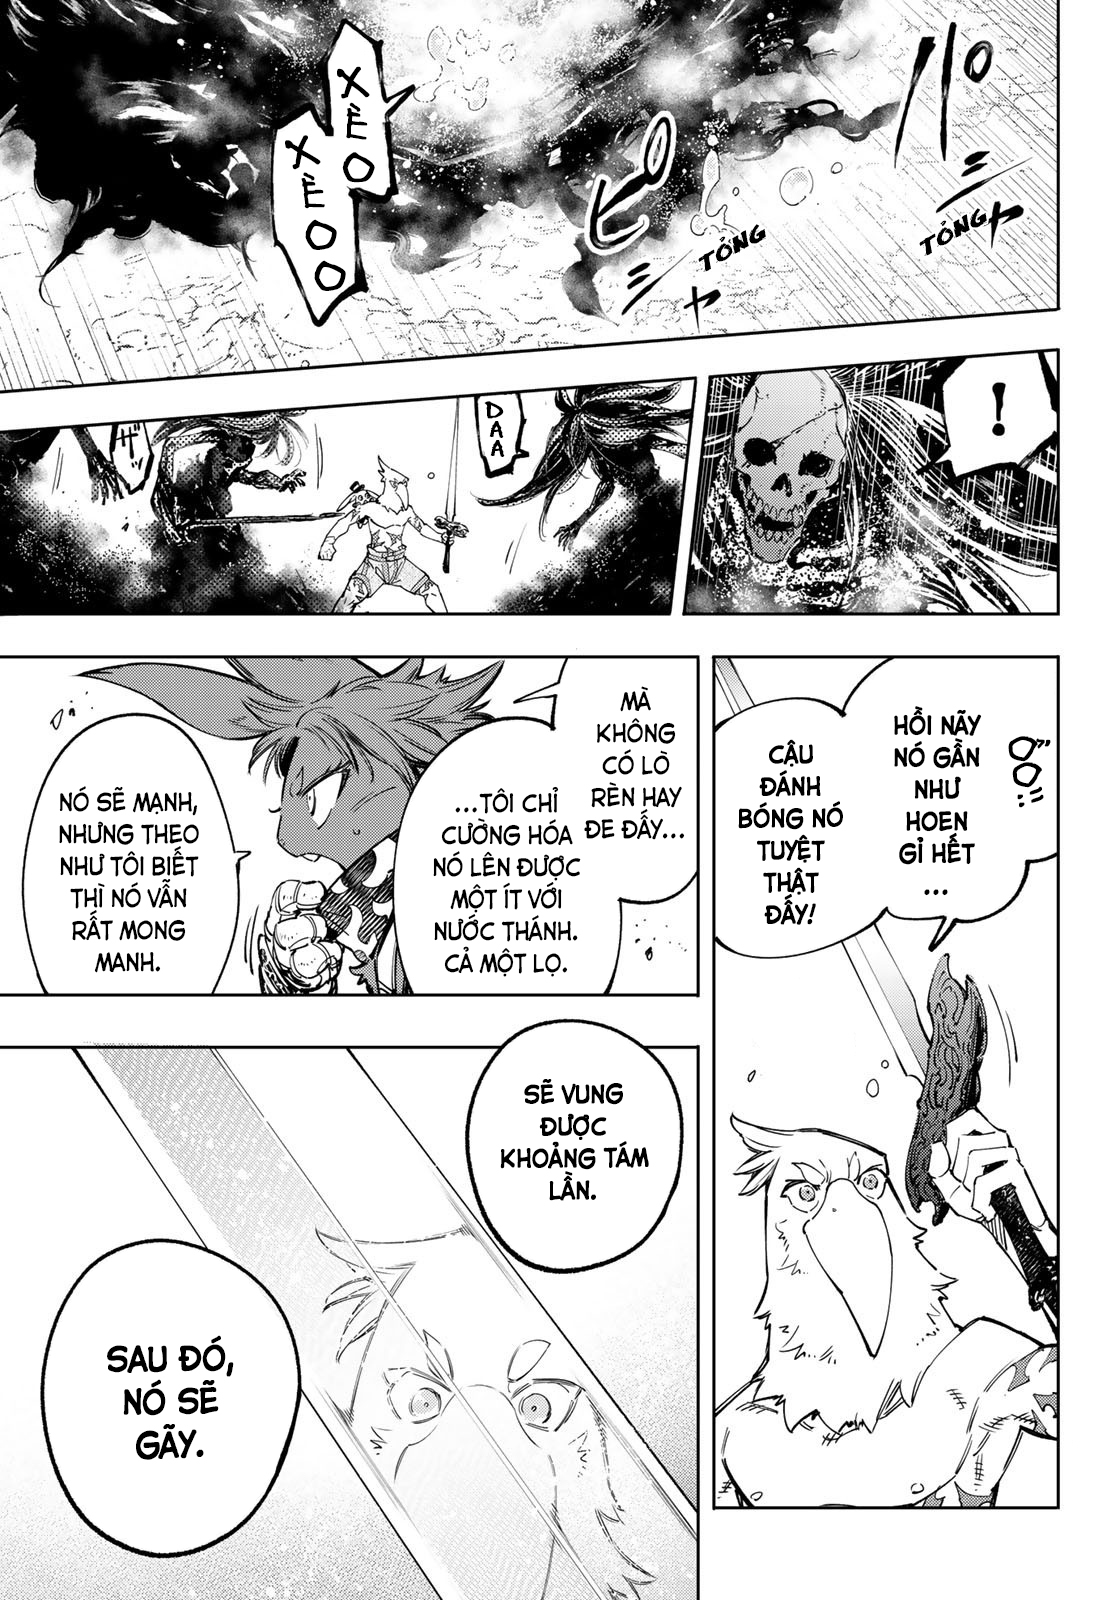 パ
ピ
TỎNG
TỎNG
XÈO
XÈOO
!
DAA
ザ
HỒI NÃY
NÓ GẦN
NHƯ
HOEN
GỈ HẾT
...
CẬU
ĐÁNH
BÓNG NÓ
TUYỆT
THẬT
ĐẤY!
MÀ
KHÔNG
CÓ LÒ
RÈN HAY
ĐE ĐẤY...
...TÔI CHỈ
CƯỜNG HÓA
NÓ LÊN ĐƯỢC
MỘT ÍT VỚI
NƯỚC THÁNH.
CẢ MỘT LỌ.
NÓ SẼ MẠNH,
NHƯNG THEO
NHƯ TÔI BIẾT
THÌ NÓ VẪN
RẤT MONG
MANH.
SẼ VUNG
ĐƯỢC
KHOẢNG TÁM
LẦN.
SAU ĐÓ,
NÓ SẼ
GÃY.